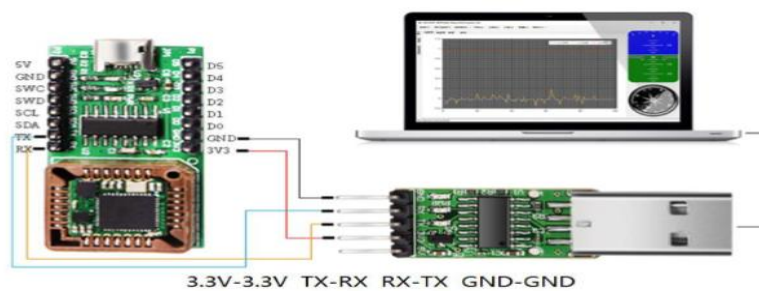 5V
GND
SWC
SWD
SCL
SDA
TX
RX
D5
D4
D3
D2
D1
D0
GND
3V3
3.3V-3.3V TX-RX RX-TX GND-GND